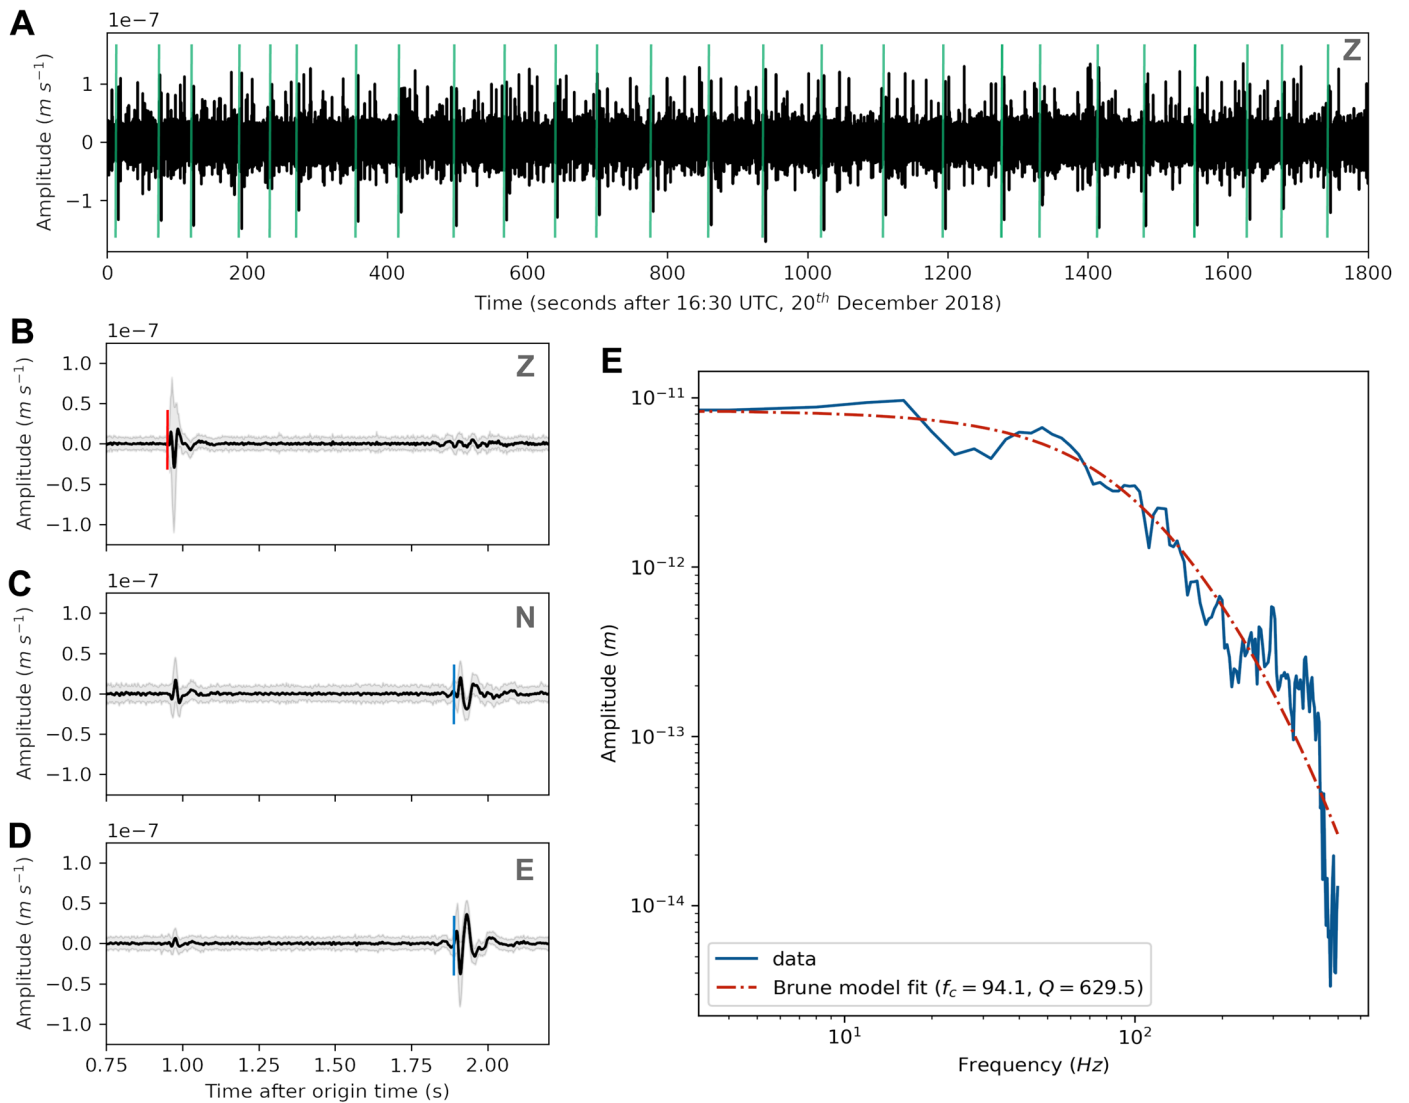 A
1e−7
Z
Amplitude (m s⁻¹)
1
0
−1
0 200 400 600 800 1000 1200 1400 1600 1800
Time (seconds after 16:30 UTC, 20ᵗʰ December 2018)
B
1e−7
Z
Amplitude (m s⁻¹)
1.0
0.5
0.0
−0.5
−1.0
C
1e−7
N
Amplitude (m s⁻¹)
1.0
0.5
0.0
−0.5
−1.0
D
1e−7
E
Amplitude (m s⁻¹)
1.0
0.5
0.0
−0.5
−1.0
0.75 1.00 1.25 1.50 1.75 2.00
Time after origin time (s)
E
Amplitude (m)
10⁻¹¹
10⁻¹²
10⁻¹³
10⁻¹⁴
data
Brune model fit (f_c = 94.1, Q = 629.5)
10¹ 10²
Frequency (Hz)